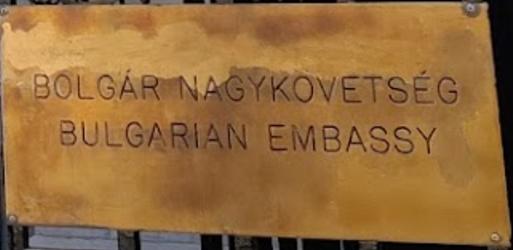 BOLGÁR NAGYKOVETSÉG
BULGARIAN EMBASSY